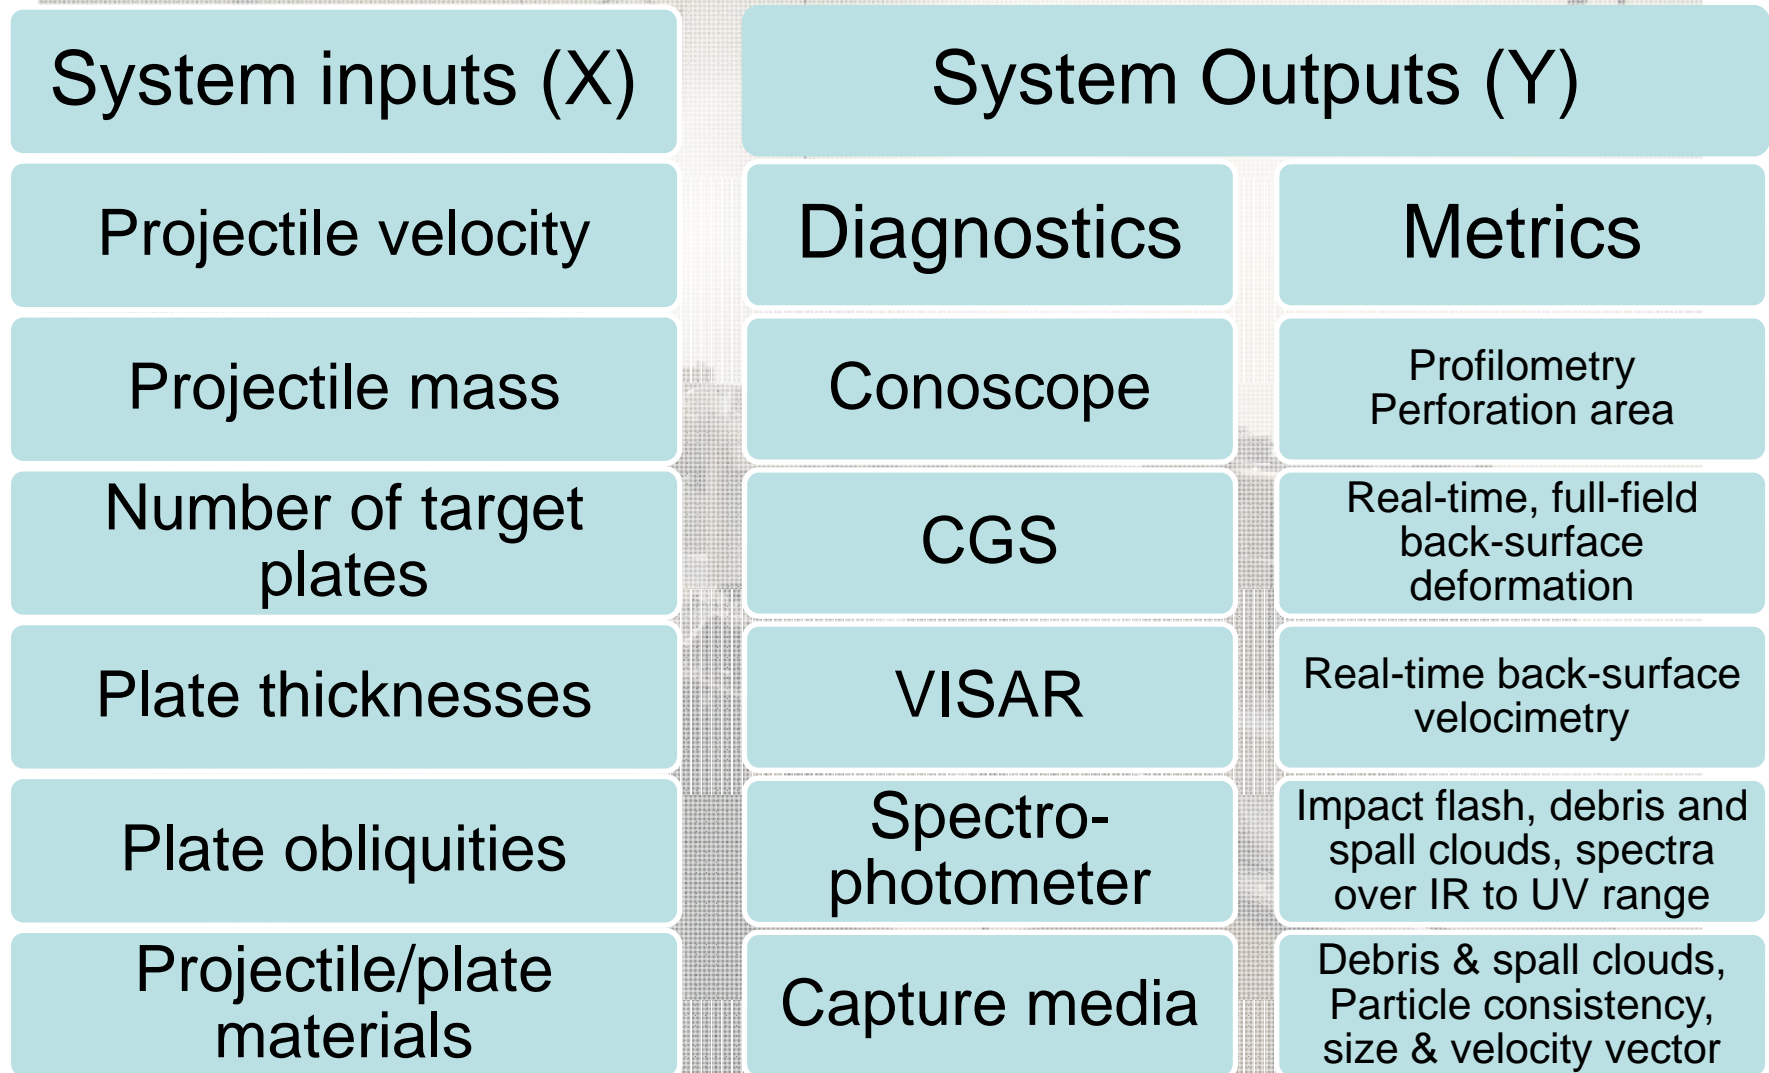 System inputs (X)
Projectile velocity
Projectile mass
Number of target
plates
Plate thicknesses
Plate obliquities
Projectile/plate
materials
System Outputs (Y)
Diagnostics
Metrics
Conoscope
Profilometry
Perforation area
CGS
Real-time, full-field
back-surface
deformation
VISAR
Real-time back-surface
velocimetry
Spectro-
photometer
Impact flash, debris and
spall clouds, spectra
over IR to UV range
Capture media
Debris & spall clouds,
Particle consistency,
size & velocity vector